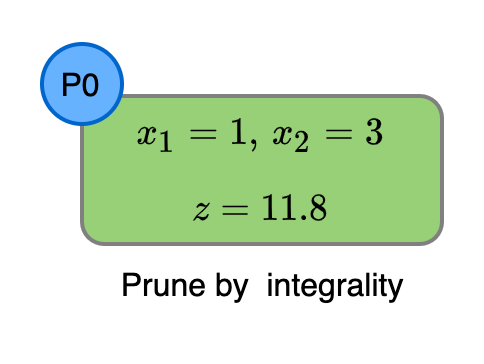 P0
x₁ = 1, x₂ = 3
z = 11.8
Prune by  integrality